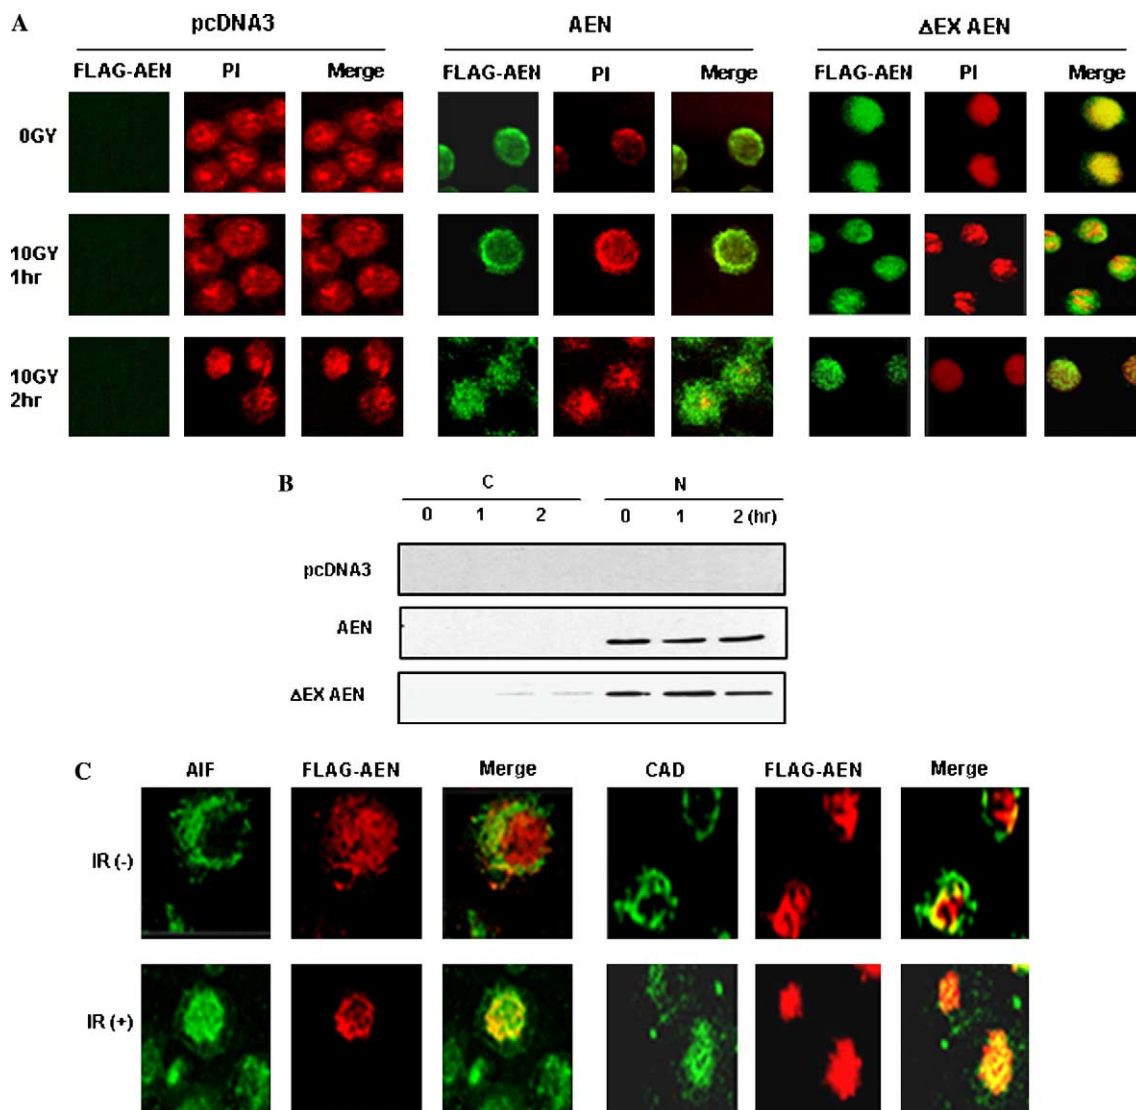 A
pcDNA3 AEN ΔEX AEN
FLAG-AEN PI Merge FLAG-AEN PI Merge FLAG-AEN PI Merge
0GY
10GY
1hr
10GY
2hr
B
C N
0 1 2 0 1 2 (hr)
pcDNA3
AEN
ΔEX AEN
C
AIF FLAG-AEN Merge CAD FLAG-AEN Merge
IR (-)
IR (+)